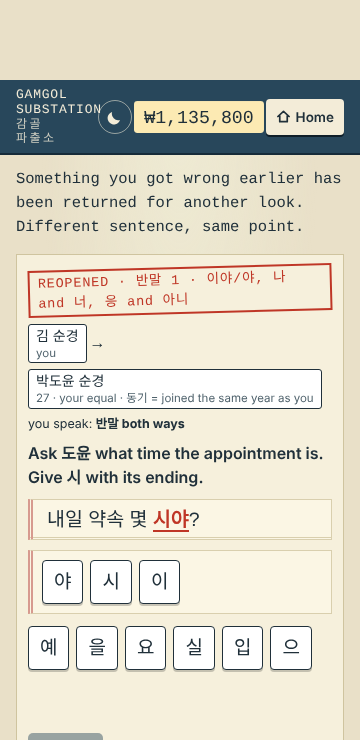 GAMGOL
SUBSTATION
감골
파출소
₩1,135,800
Home
Something you got wrong earlier has
been returned for another look.
Different sentence, same point.
REOPENED · 반말 1 · 이야/야, 나
and 너, 응 and 아니
김 순경
you
→
박도윤 순경
27 · your equal · 동기 = joined the same year as you
you speak: 반말 both ways
Ask 도윤 what time the appointment is.
Give 시 with its ending.
내일 약속 몇 시야?
야 시 이
예 을 요 실 입 으